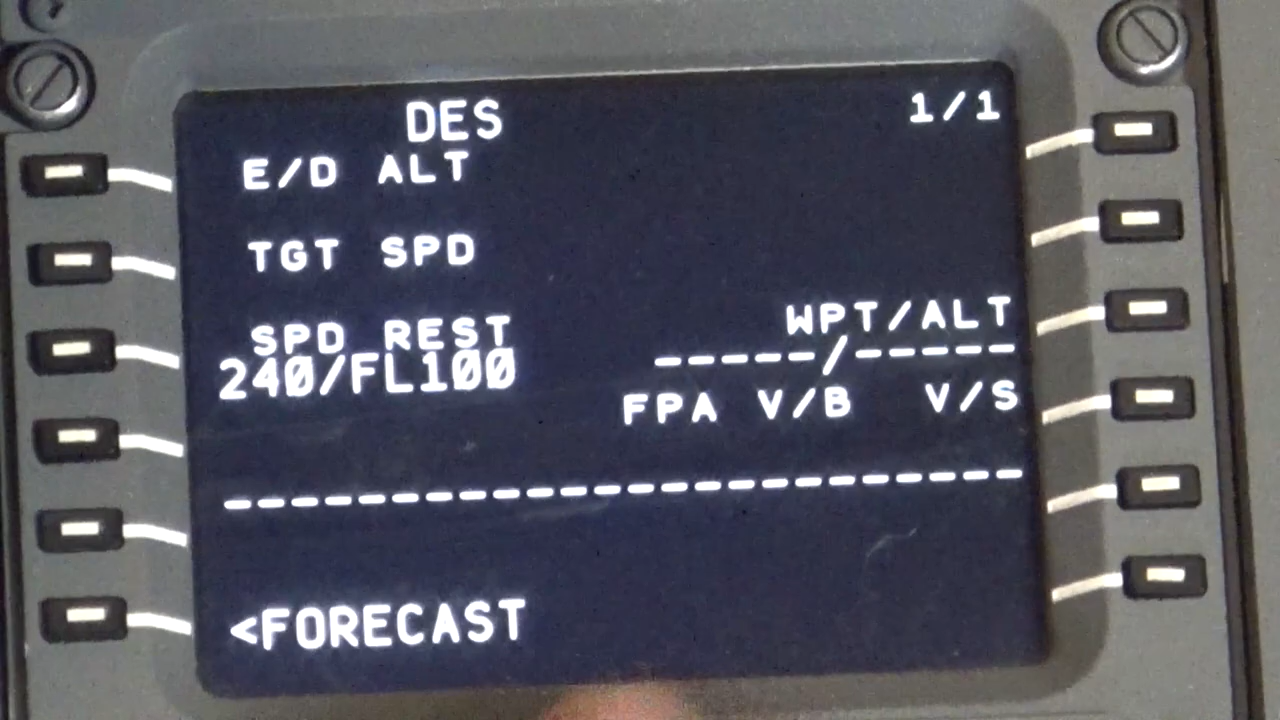 DES 1/1
E/D ALT
TGT SPD
SPD REST WPT/ALT
240/FL100 -----/-----
FPA V/B V/S
------------------------
<FORECAST